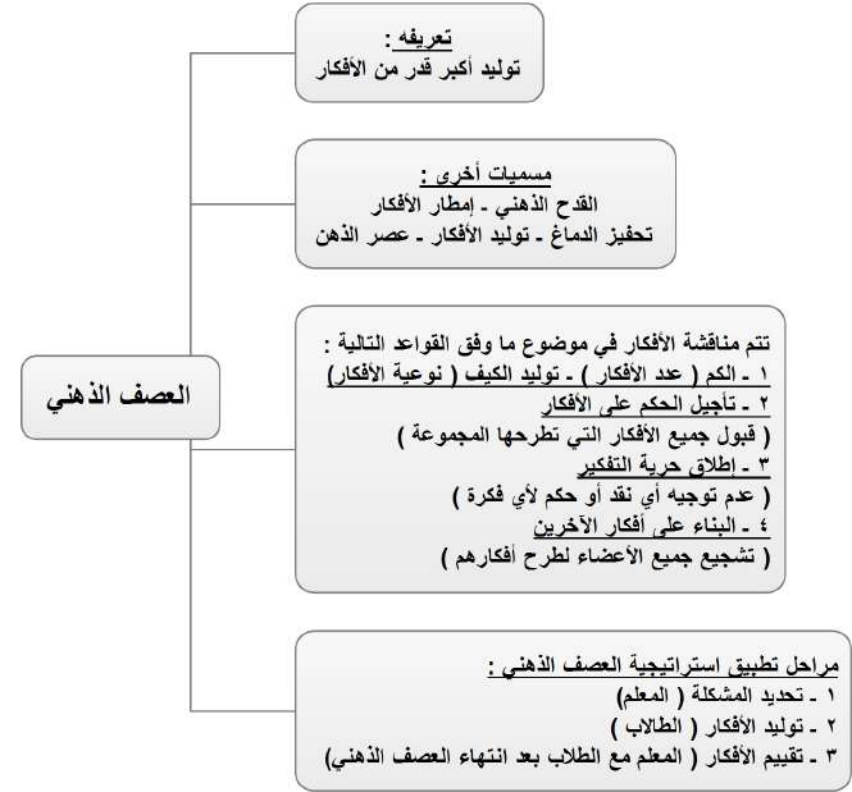 العصف الذهني
تعريفه :
توليد أكبر قدر من الأفكار
مسميات أخرى :
القدح الذهني - إمطار الأفكار
تحفيز الدماغ - توليد الأفكار - عصر الذهن
تتم مناقشة الأفكار في موضوع ما وفق القواعد التالية :
١ - الكم ( عدد الأفكار ) - توليد الكيف ( نوعية الأفكار)
٢ - تأجيل الحكم على الأفكار
( قبول جميع الأفكار التي تطرحها المجموعة )
٣ - إطلاق حرية التفكير
( عدم توجيه أي نقد أو حكم لأي فكرة )
٤ - البناء على أفكار الآخرين
( تشجيع جميع الأعضاء لطرح أفكارهم )
مراحل تطبيق استراتيجية العصف الذهني :
١ - تحديد المشكلة ( المعلم)
٢ - توليد الأفكار ( الطالاب )
٣ - تقييم الأفكار ( المعلم مع الطلاب بعد انتهاء العصف الذهني)